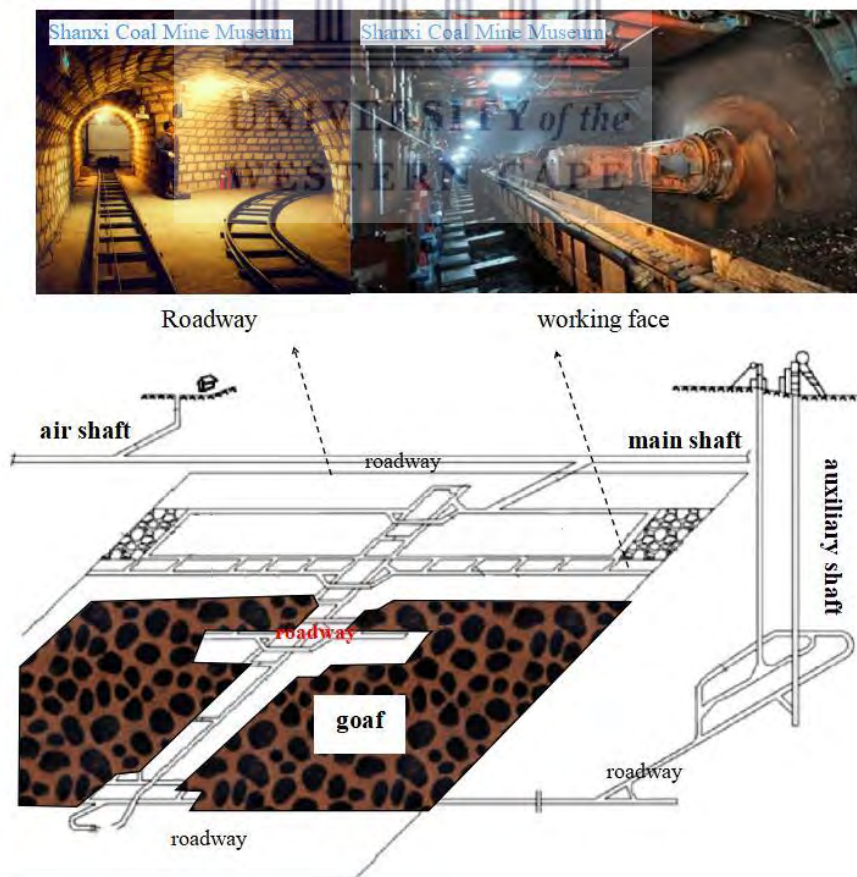 Shanxi Coal Mine Museum
Shanxi Coal Mine Museum
UNIVERSITY of the
WESTERN CAPE
Roadway
working face
air shaft
main shaft
roadway
auxiliary shaft
roadway
goaf
roadway
roadway